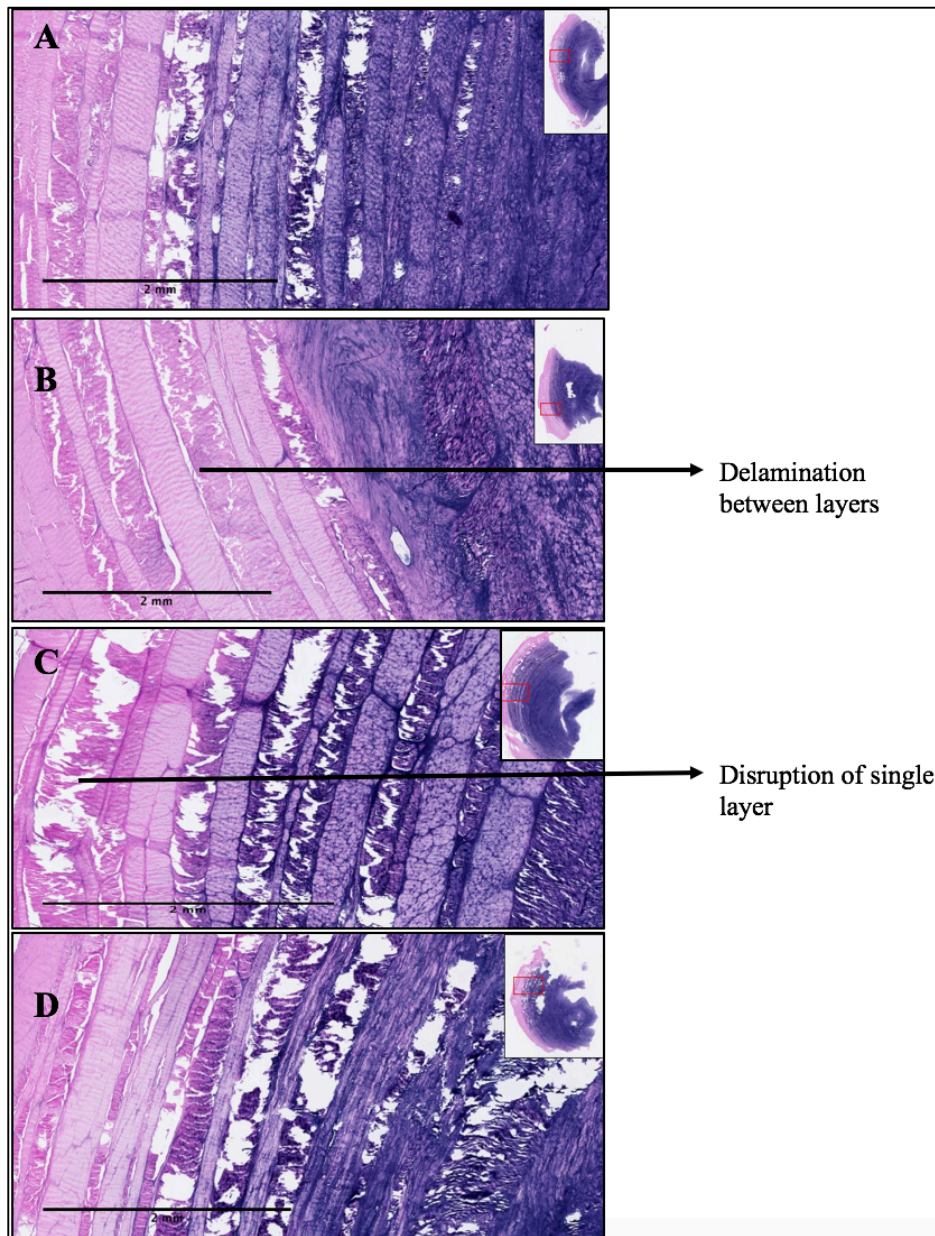 A
2 mm
B
Delamination
between layers
2 mm
C
Disruption of single
layer
2 mm
D
2 mm